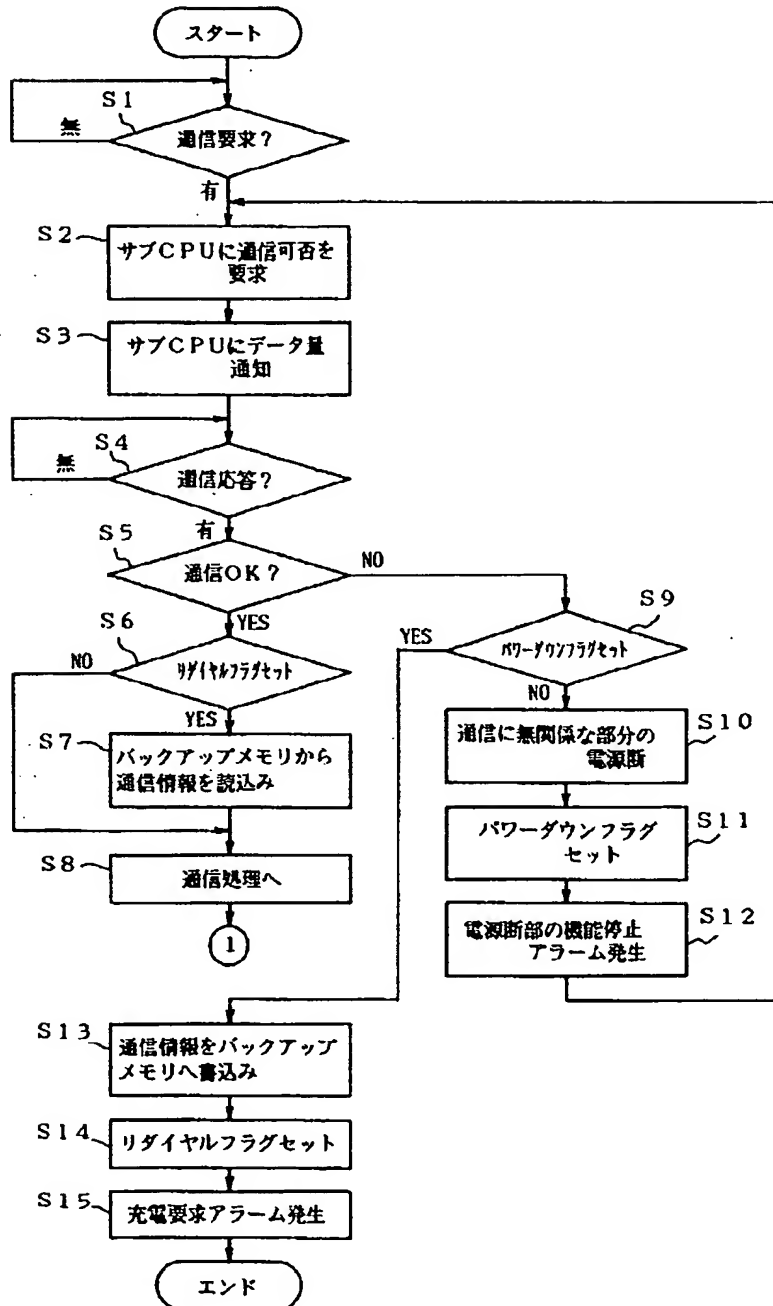 スタート
S1
無
通信要求?
有
S2
サブCPUに通信可否を
要求
S3
サブCPUにデータ量
通知
S4
無
通信応答?
有
S5
通信OK?
NO
YES
S6
NO
リダイヤルフラグセット
YES
S7
バックアップメモリから
通信情報を読込み
S8
通信処理へ
1
S9
YES
パワーダウンフラグセット
NO
S10
通信に無関係な部分の
電源断
S11
パワーダウンフラグ
セット
S12
電源断部の機能停止
アラーム発生
S13
通信情報をバックアップ
メモリへ書込み
S14
リダイヤルフラグセット
S15
充電要求アラーム発生
エンド